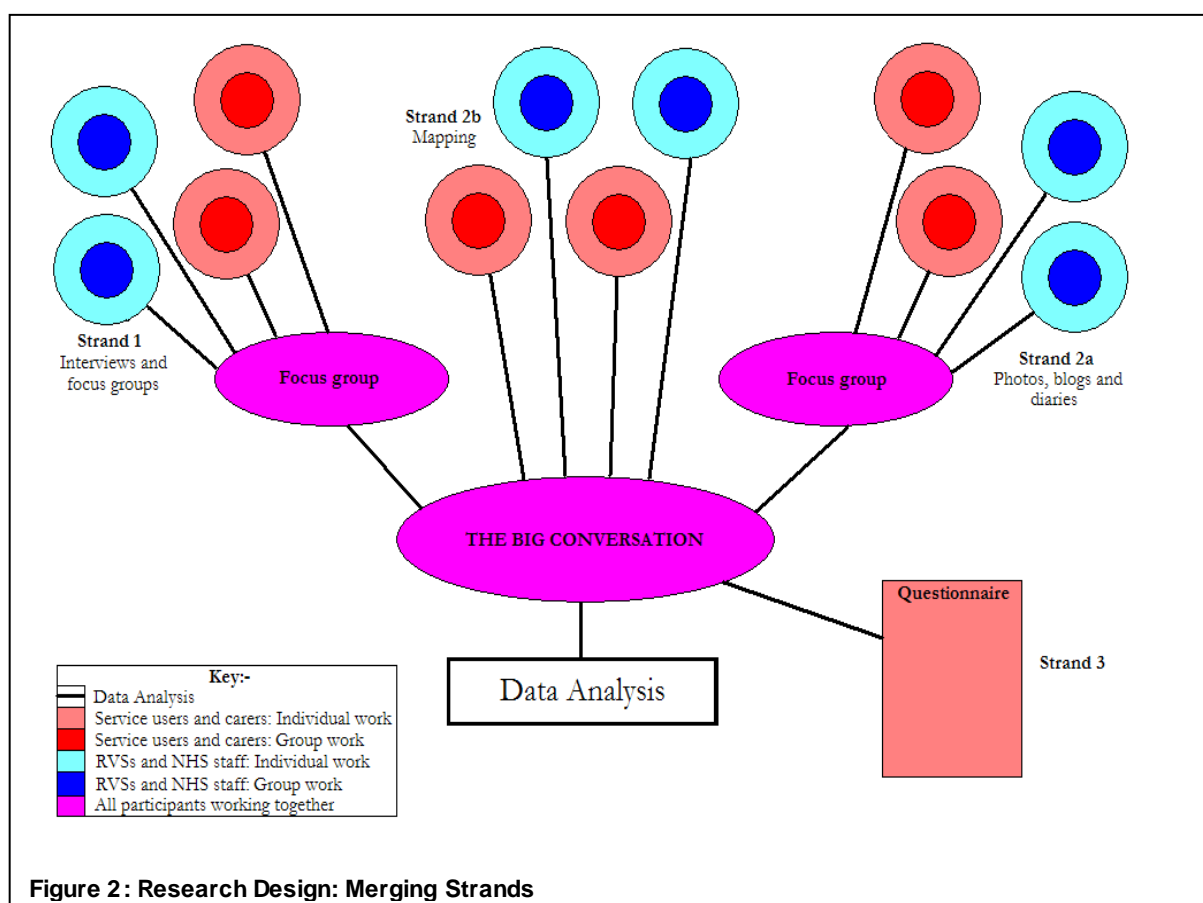 Strand 2b
Mapping
Strand 1
Interviews and
focus groups
Focus group
Focus group
Strand 2a
Photos, blogs and
diaries
THE BIG CONVERSATION
Questionnaire
Strand 3
Data Analysis
Key:-
Data Analysis
Service users and carers: Individual work
Service users and carers: Group work
RVSs and NHS staff: Individual work
RVSs and NHS staff: Group work
All participants working together
Figure 2: Research Design: Merging Strands